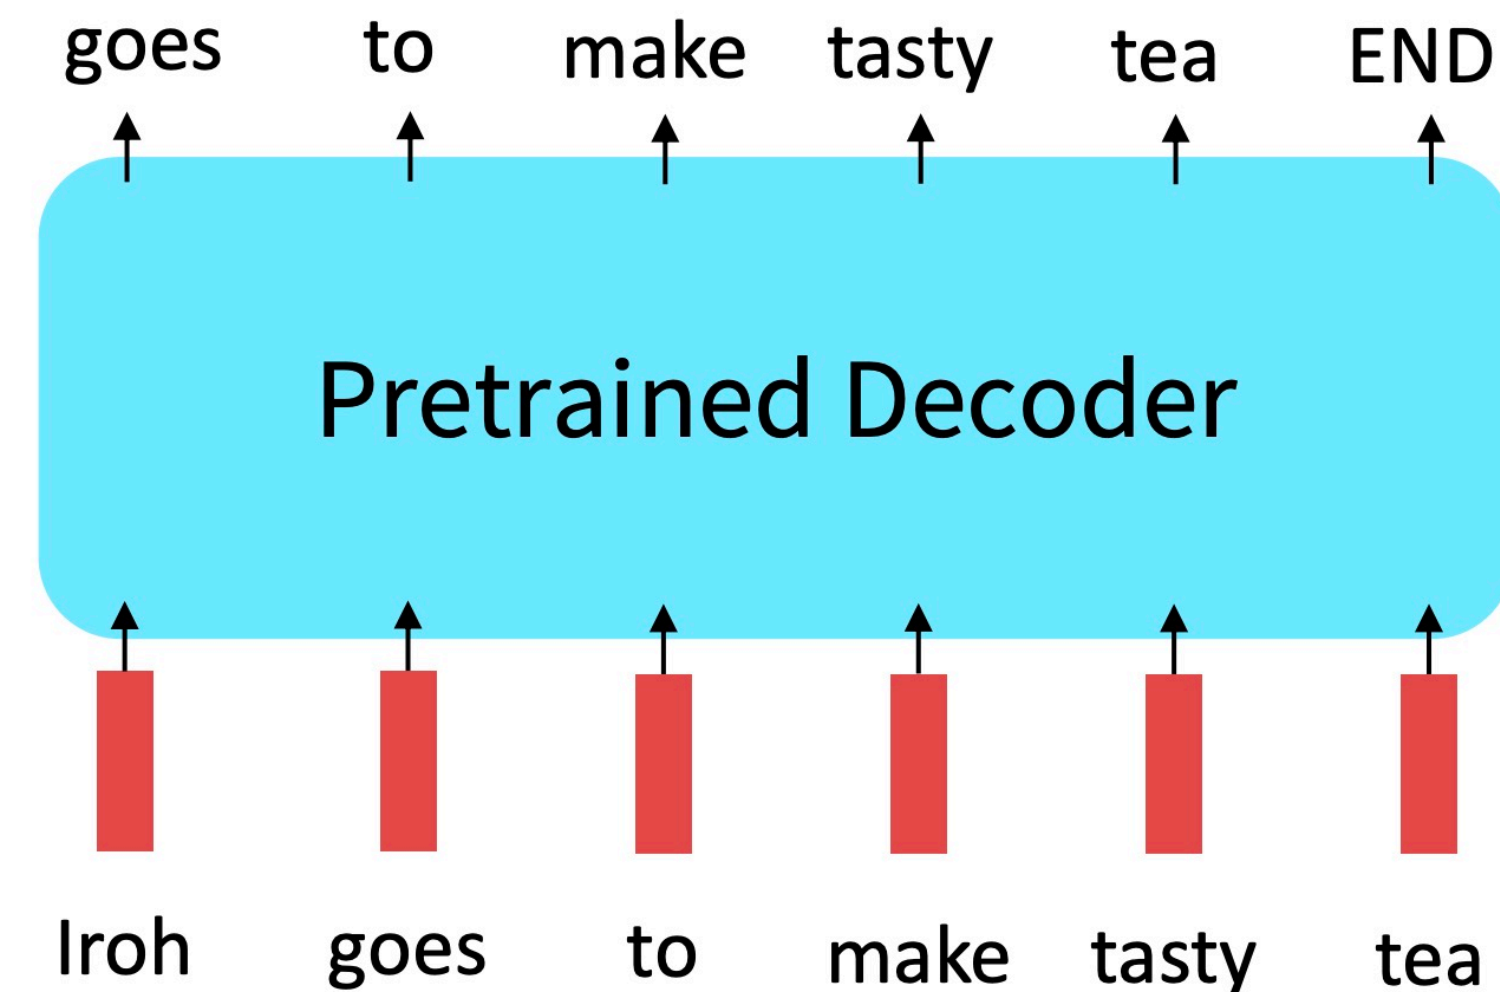 goes to make tasty tea END
Pretrained Decoder
Iroh goes to make tasty tea